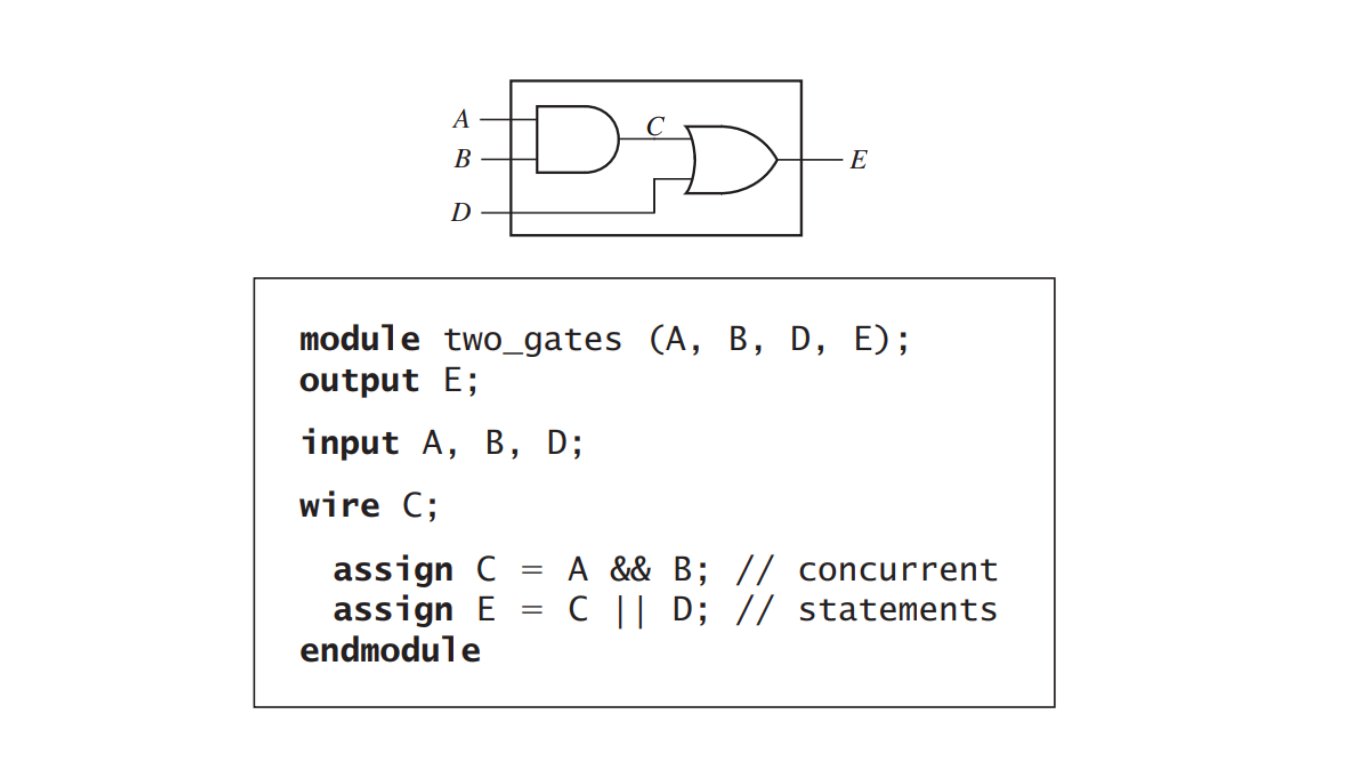 A
B
C
D
E
module two_gates (A, B, D, E);
output E;
input A, B, D;
wire C;
assign C = A && B; // concurrent
assign E = C || D; // statements
endmodule